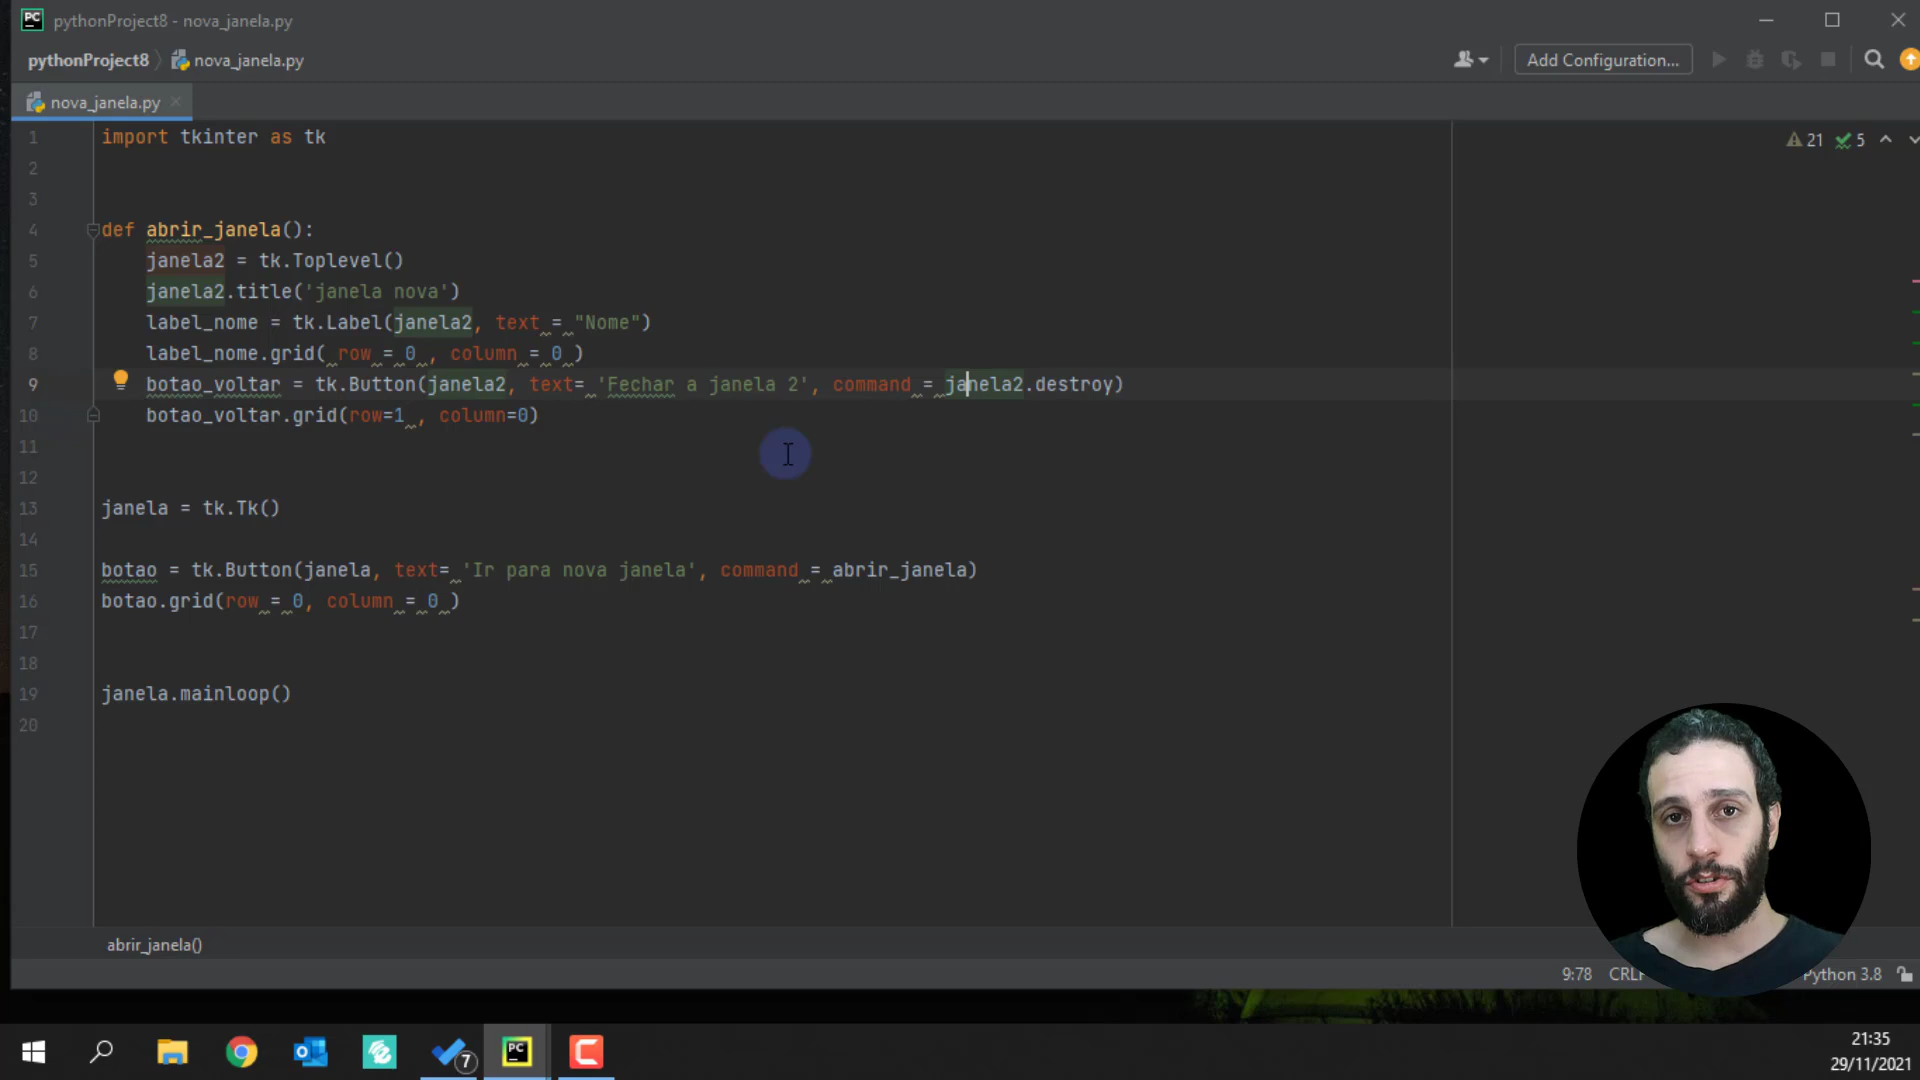 pythonProject8 - nova_janela.py
pythonProject8 nova_janela.py
Add Configuration...
nova_janela.py
21 5
1 import tkinter as tk
2
3
4 def abrir_janela():
5 janela2 = tk.Toplevel()
6 janela2.title('janela nova')
7 label_nome = tk.Label(janela2, text = "Nome")
8 label_nome.grid( row = 0 , column = 0 )
9 botao_voltar = tk.Button(janela2, text= 'Fechar a janela 2', command = janela2.destroy)
10 botao_voltar.grid(row=1 , column=0)
11
12
13 janela = tk.Tk()
14
15 botao = tk.Button(janela, text= 'Ir para nova janela', command = abrir_janela)
16 botao.grid(row = 0, column = 0 )
17
18
19 janela.mainloop()
20
abrir_janela()
9:78 CRLF Python 3.8
7
21:35
29/11/2021